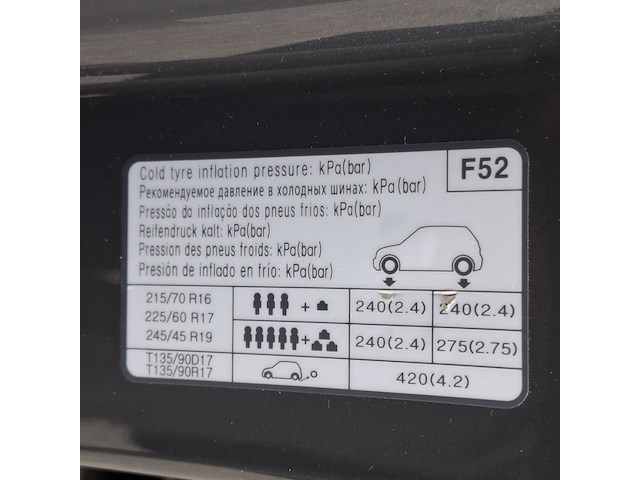 Cold tyre inflation pressure: kPa(bar)
F52
Рекомендуемое давление в холодных шинах: kPa(bar)
Pressão da inflação dos pneus frios: kPa(bar)
Reifendruck kalt: kPa(bar)
Pression des pneus froids: kPa(bar)
Presión de inflado en frío: kPa(bar)
215/70 R16
225/60 R17
245/45 R19
+
240(2.4) 240(2.4)
+
240(2.4) 275(2.75)
T135/90D17
T135/90R17
420(4.2)